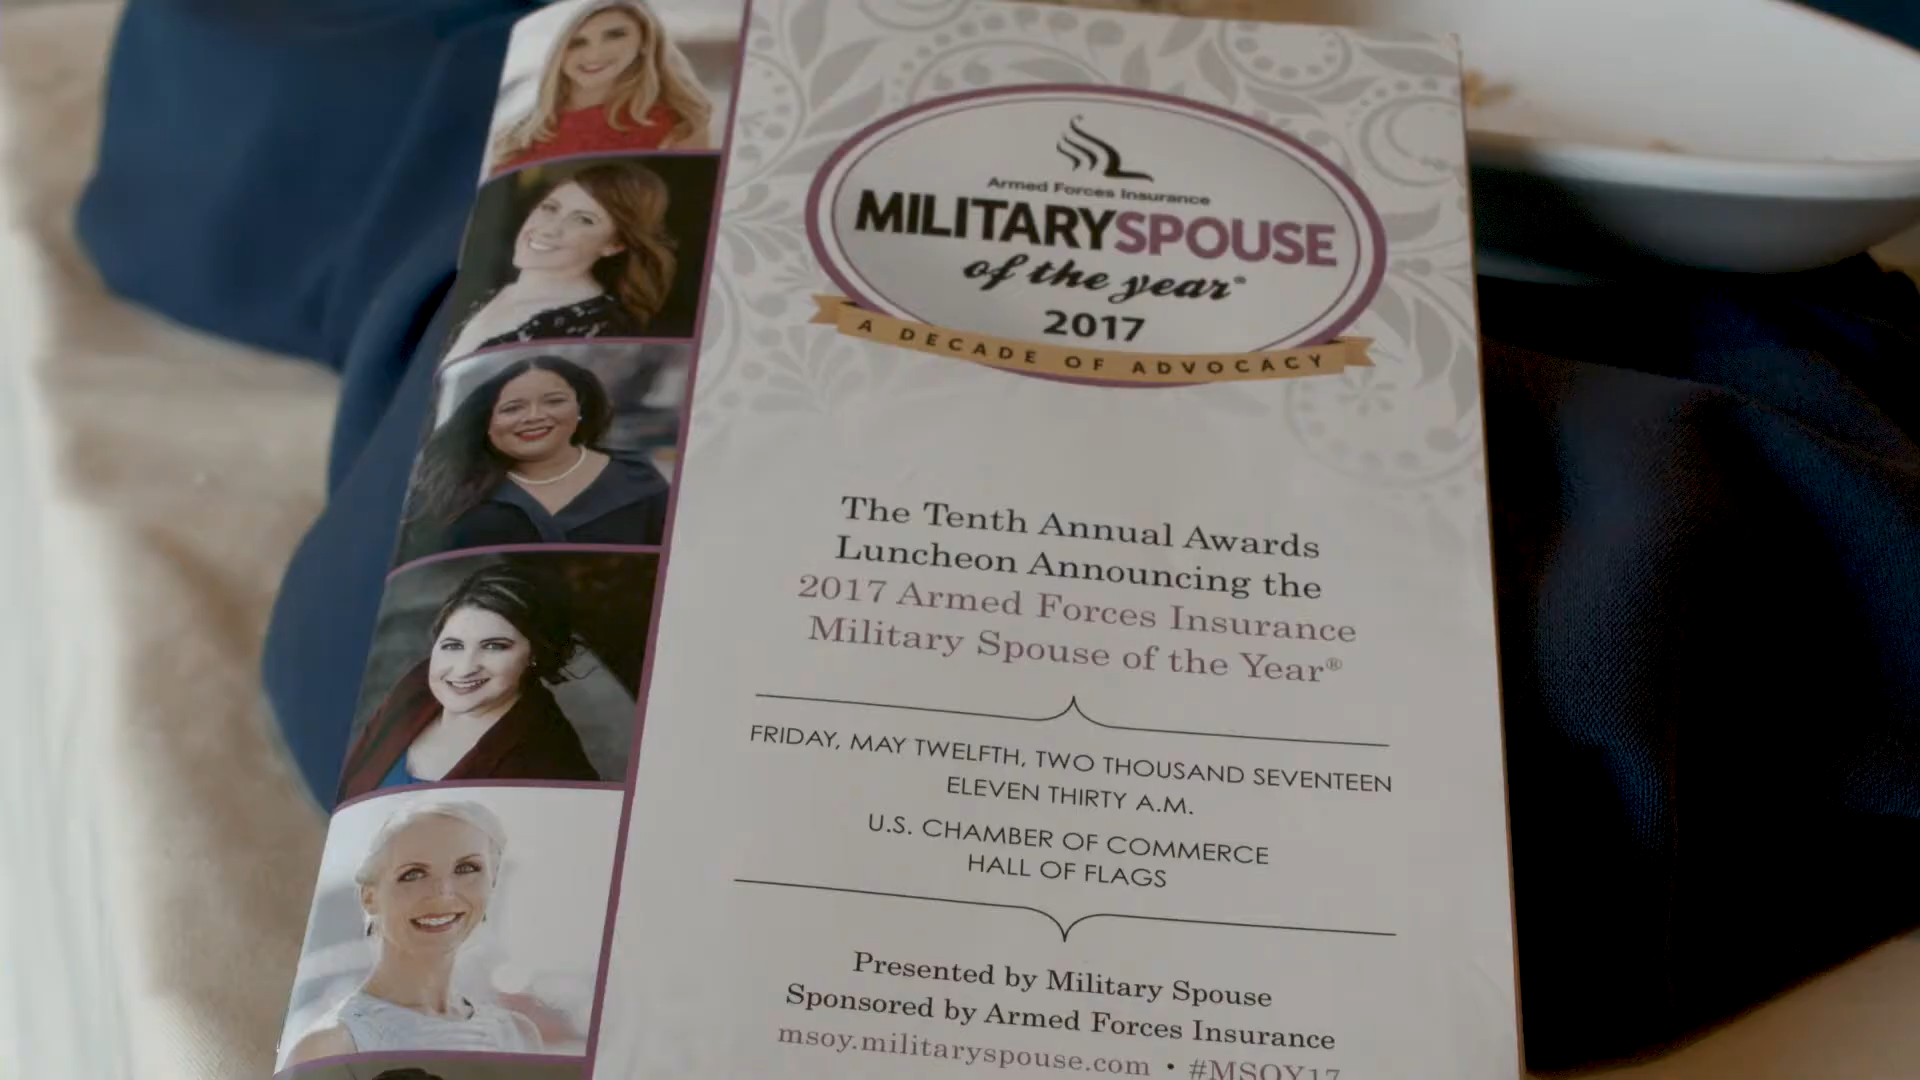 Armed Forces Insurance
MILITARYSPOUSE
of the year®
2017
A DECADE OF ADVOCACY
The Tenth Annual Awards
Luncheon Announcing the
2017 Armed Forces Insurance
Military Spouse of the Year®
FRIDAY, MAY TWELFTH, TWO THOUSAND SEVENTEEN
ELEVEN THIRTY A.M.
U.S. CHAMBER OF COMMERCE
HALL OF FLAGS
Presented by Military Spouse
Sponsored by Armed Forces Insurance
msoy.militaryspouse.com • #MSOY17